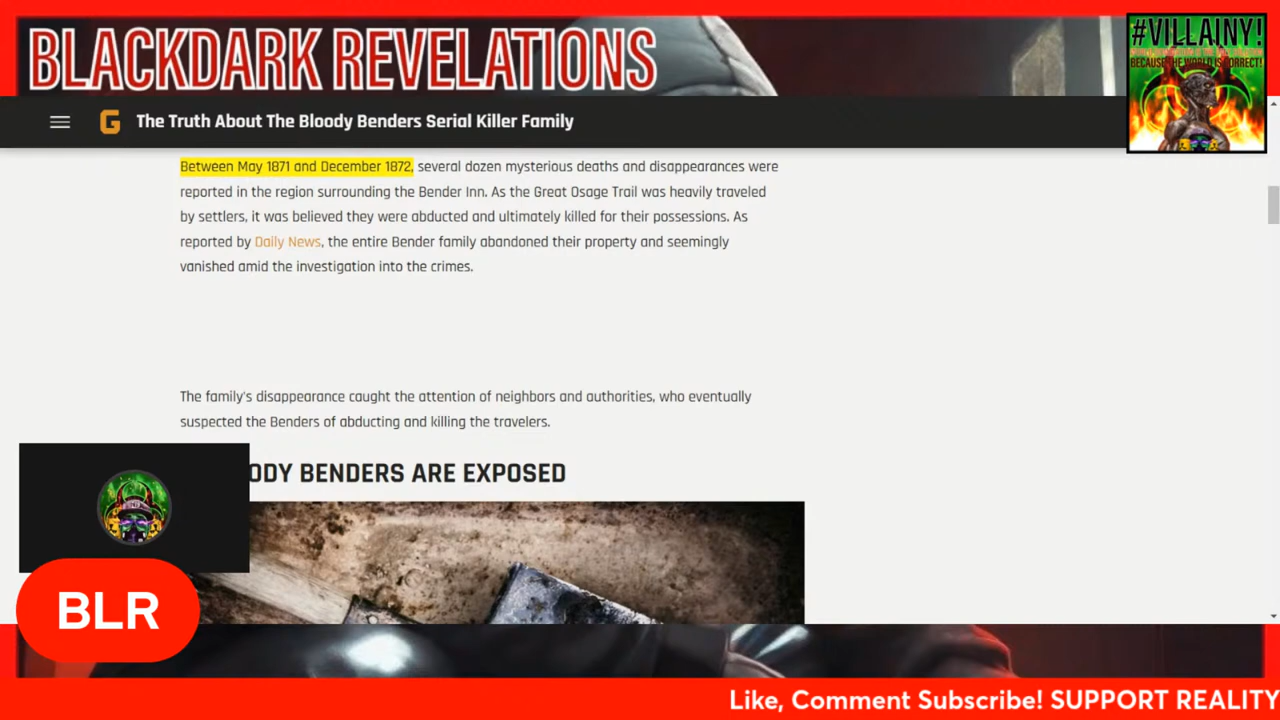 BLACKDARK REVELATIONS
#VILLAINY!
BECAUSE THE WORLD IS CORRECT!
G The Truth About The Bloody Benders Serial Killer Family
Between May 1871 and December 1872, several dozen mysterious deaths and disappearances were
reported in the region surrounding the Bender Inn. As the Great Osage Trail was heavily traveled
by settlers, it was believed they were abducted and ultimately killed for their possessions. As
reported by Daily News, the entire Bender family abandoned their property and seemingly
vanished amid the investigation into the crimes.
The family's disappearance caught the attention of neighbors and authorities, who eventually
suspected the Benders of abducting and killing the travelers.
ODY BENDERS ARE EXPOSED
BLR
Like, Comment Subscribe! SUPPORT REALITY